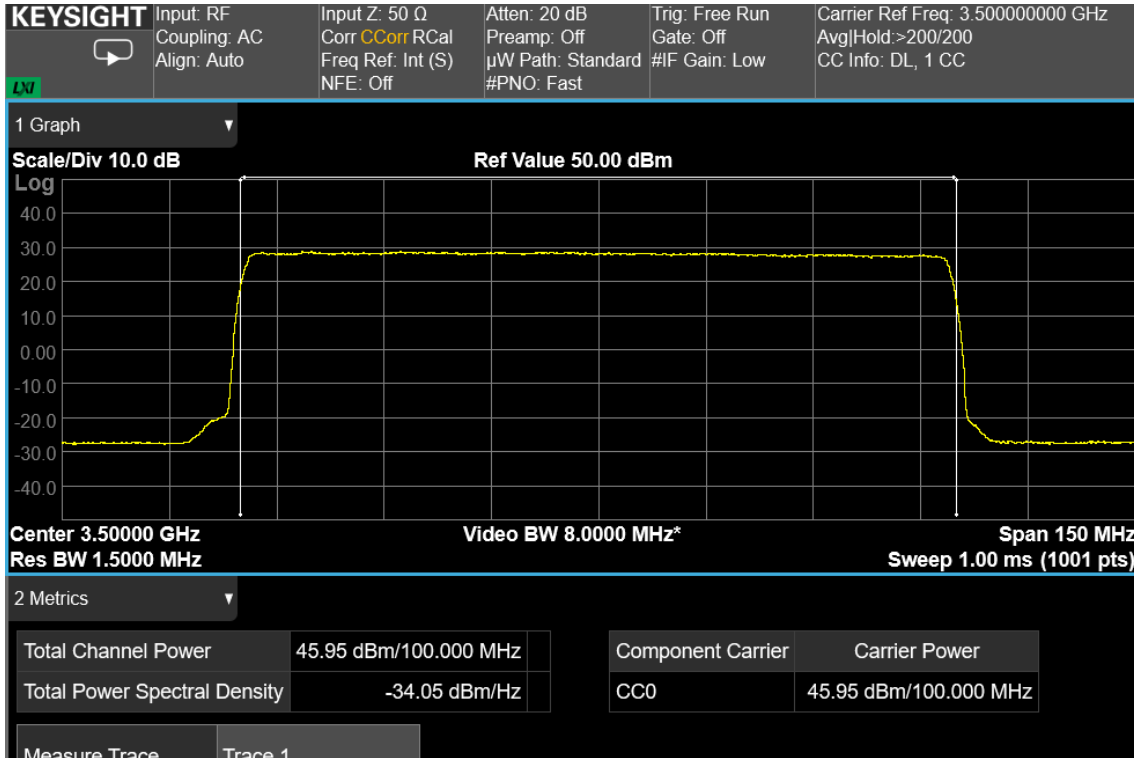 KEYSIGHT
LXI
Input: RF
Coupling: AC
Align: Auto
Input Z: 50 Ω
Corr CCorr RCal
Freq Ref: Int (S)
NFE: Off
Atten: 20 dB
Preamp: Off
µW Path: Standard
#PNO: Fast
Trig: Free Run
Gate: Off
#IF Gain: Low
Carrier Ref Freq: 3.500000000 GHz
Avg|Hold:>200/200
CC Info: DL, 1 CC
1 Graph
Scale/Div 10.0 dB
Ref Value 50.00 dBm
Log
40.0
30.0
20.0
10.0
0.00
-10.0
-20.0
-30.0
-40.0
Center 3.50000 GHz
Video BW 8.0000 MHz*
Span 150 MHz
Res BW 1.5000 MHz
Sweep 1.00 ms (1001 pts)
2 Metrics
Total Channel Power 45.95 dBm/100.000 MHz
Total Power Spectral Density -34.05 dBm/Hz
Component Carrier Carrier Power
CC0 45.95 dBm/100.000 MHz
Measure Trace Trace 1